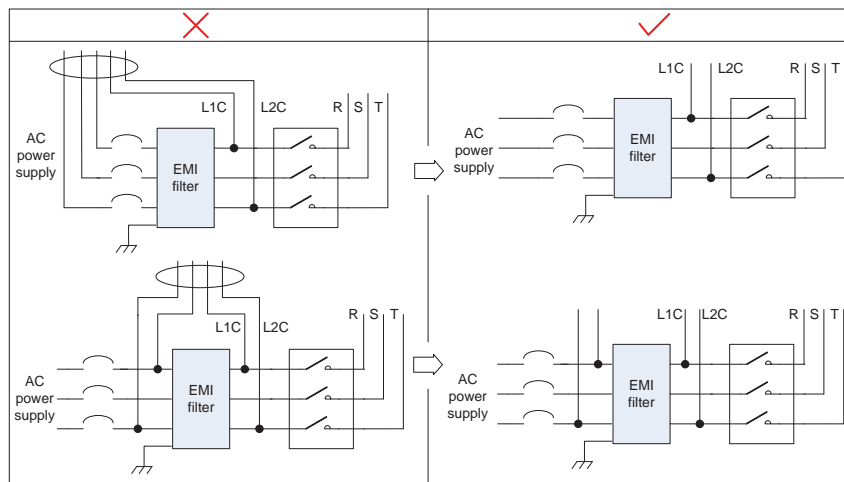 L1C L2C R S T
AC
power
supply
EMI
filter
L1C L2C R S T
AC
power
supply
EMI
filter
L1C L2C R S T
AC
power
supply
EMI
filter
L1C L2C R S T
AC
power
supply
EMI
filter